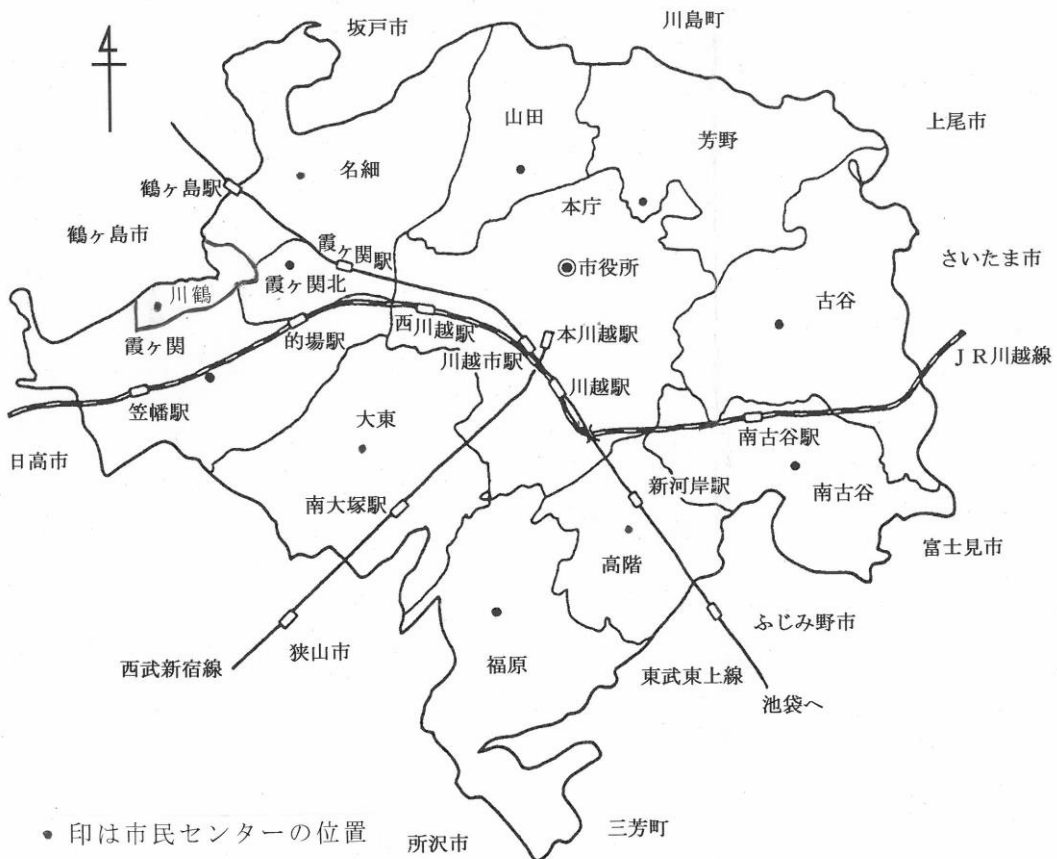 坂戸市
川島町
上尾市
山田
芳野
名細
鶴ヶ島駅
本庁
鶴ヶ島市
霞ヶ関駅
市役所
さいたま市
霞ヶ関北
川鶴
古谷
霞ヶ関
的場駅
西川越駅
本川越駅
川越市駅
JR川越線
川越駅
笠幡駅
大東
南古谷駅
日高市
新河岸駅
南古谷
南大塚駅
富士見市
高階
ふじみ野市
狭山市
西武新宿線
福原
東武東上線
池袋へ
● 印は市民センターの位置
所沢市
三芳町